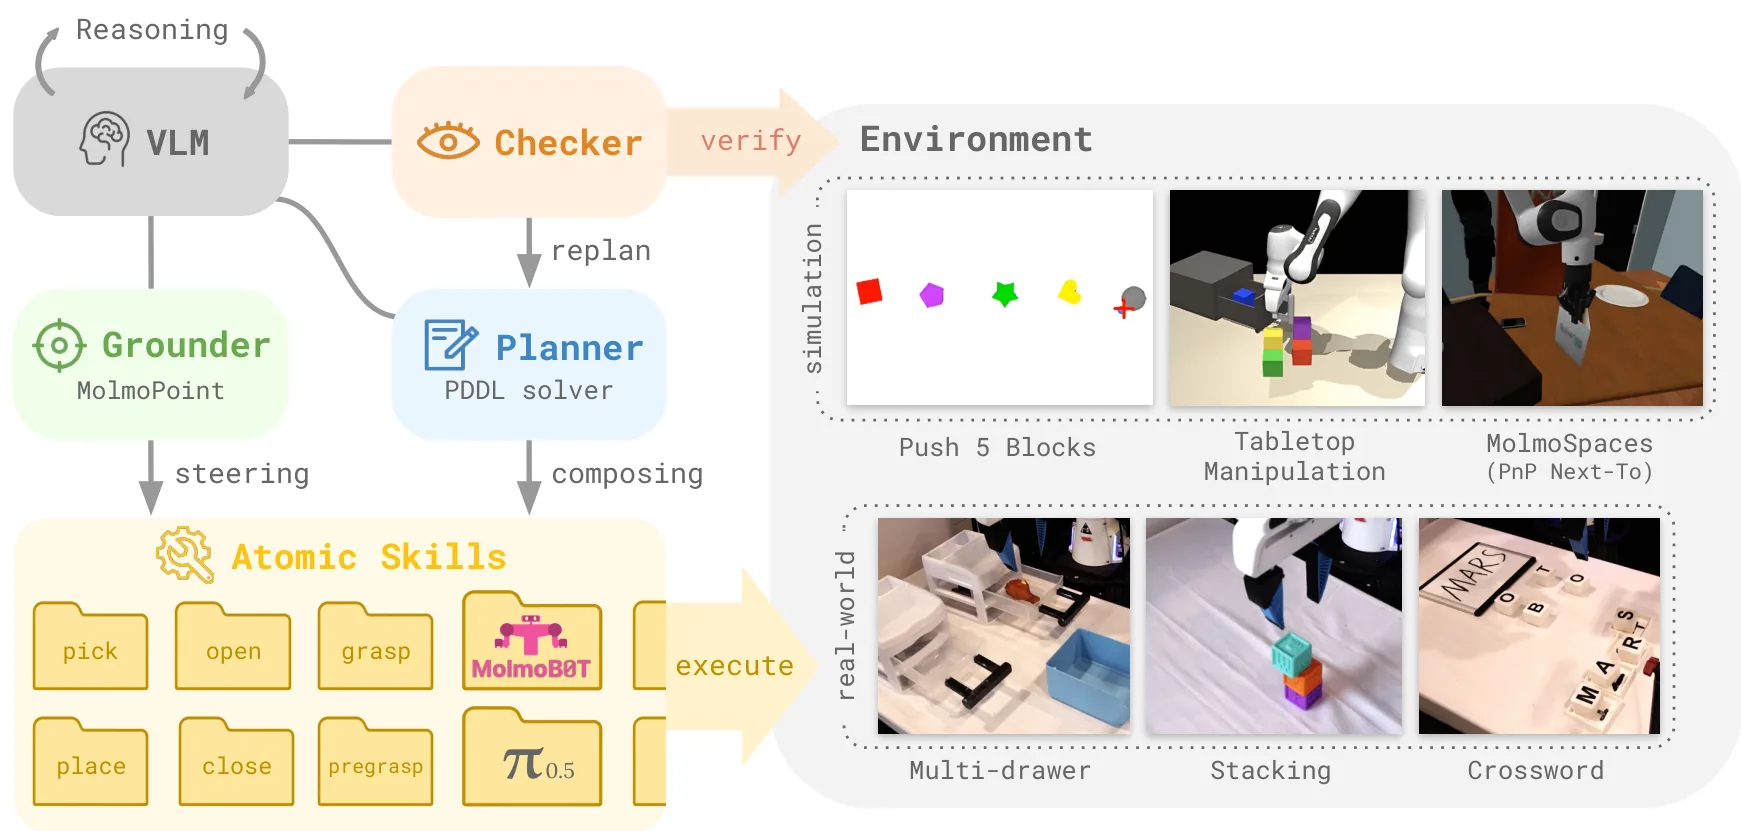 Reasoning
VLM
Checker
verify
replan
Grounder
MolmoPoint
Planner
PDDL solver
steering
composing
Atomic Skills
pick
open
grasp
MolmoB0T
place
close
pregrasp
π0.5
execute
Environment
simulation
Push 5 Blocks
Tabletop
Manipulation
MolmoSpaces
(PnP Next-To)
real-world
MARS
T
O
O
B
S
T
R
A
M
Multi-drawer
Stacking
Crossword